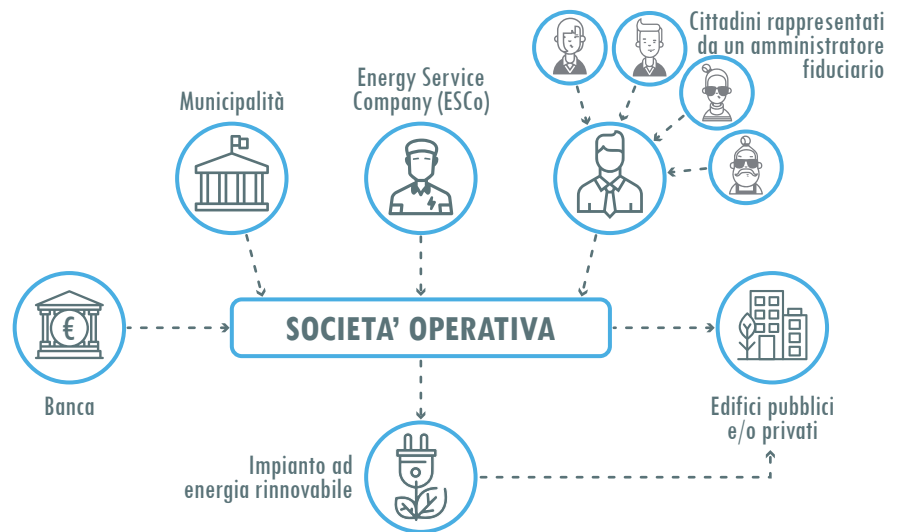 Cittadini rappresentati
da un amministratore
fiduciario
Energy Service
Company (ESCo)
Municipalità
€
SOCIETA' OPERATIVA
Banca
Edifici pubblici
e/o privati
Impianto ad
energia rinnovabile